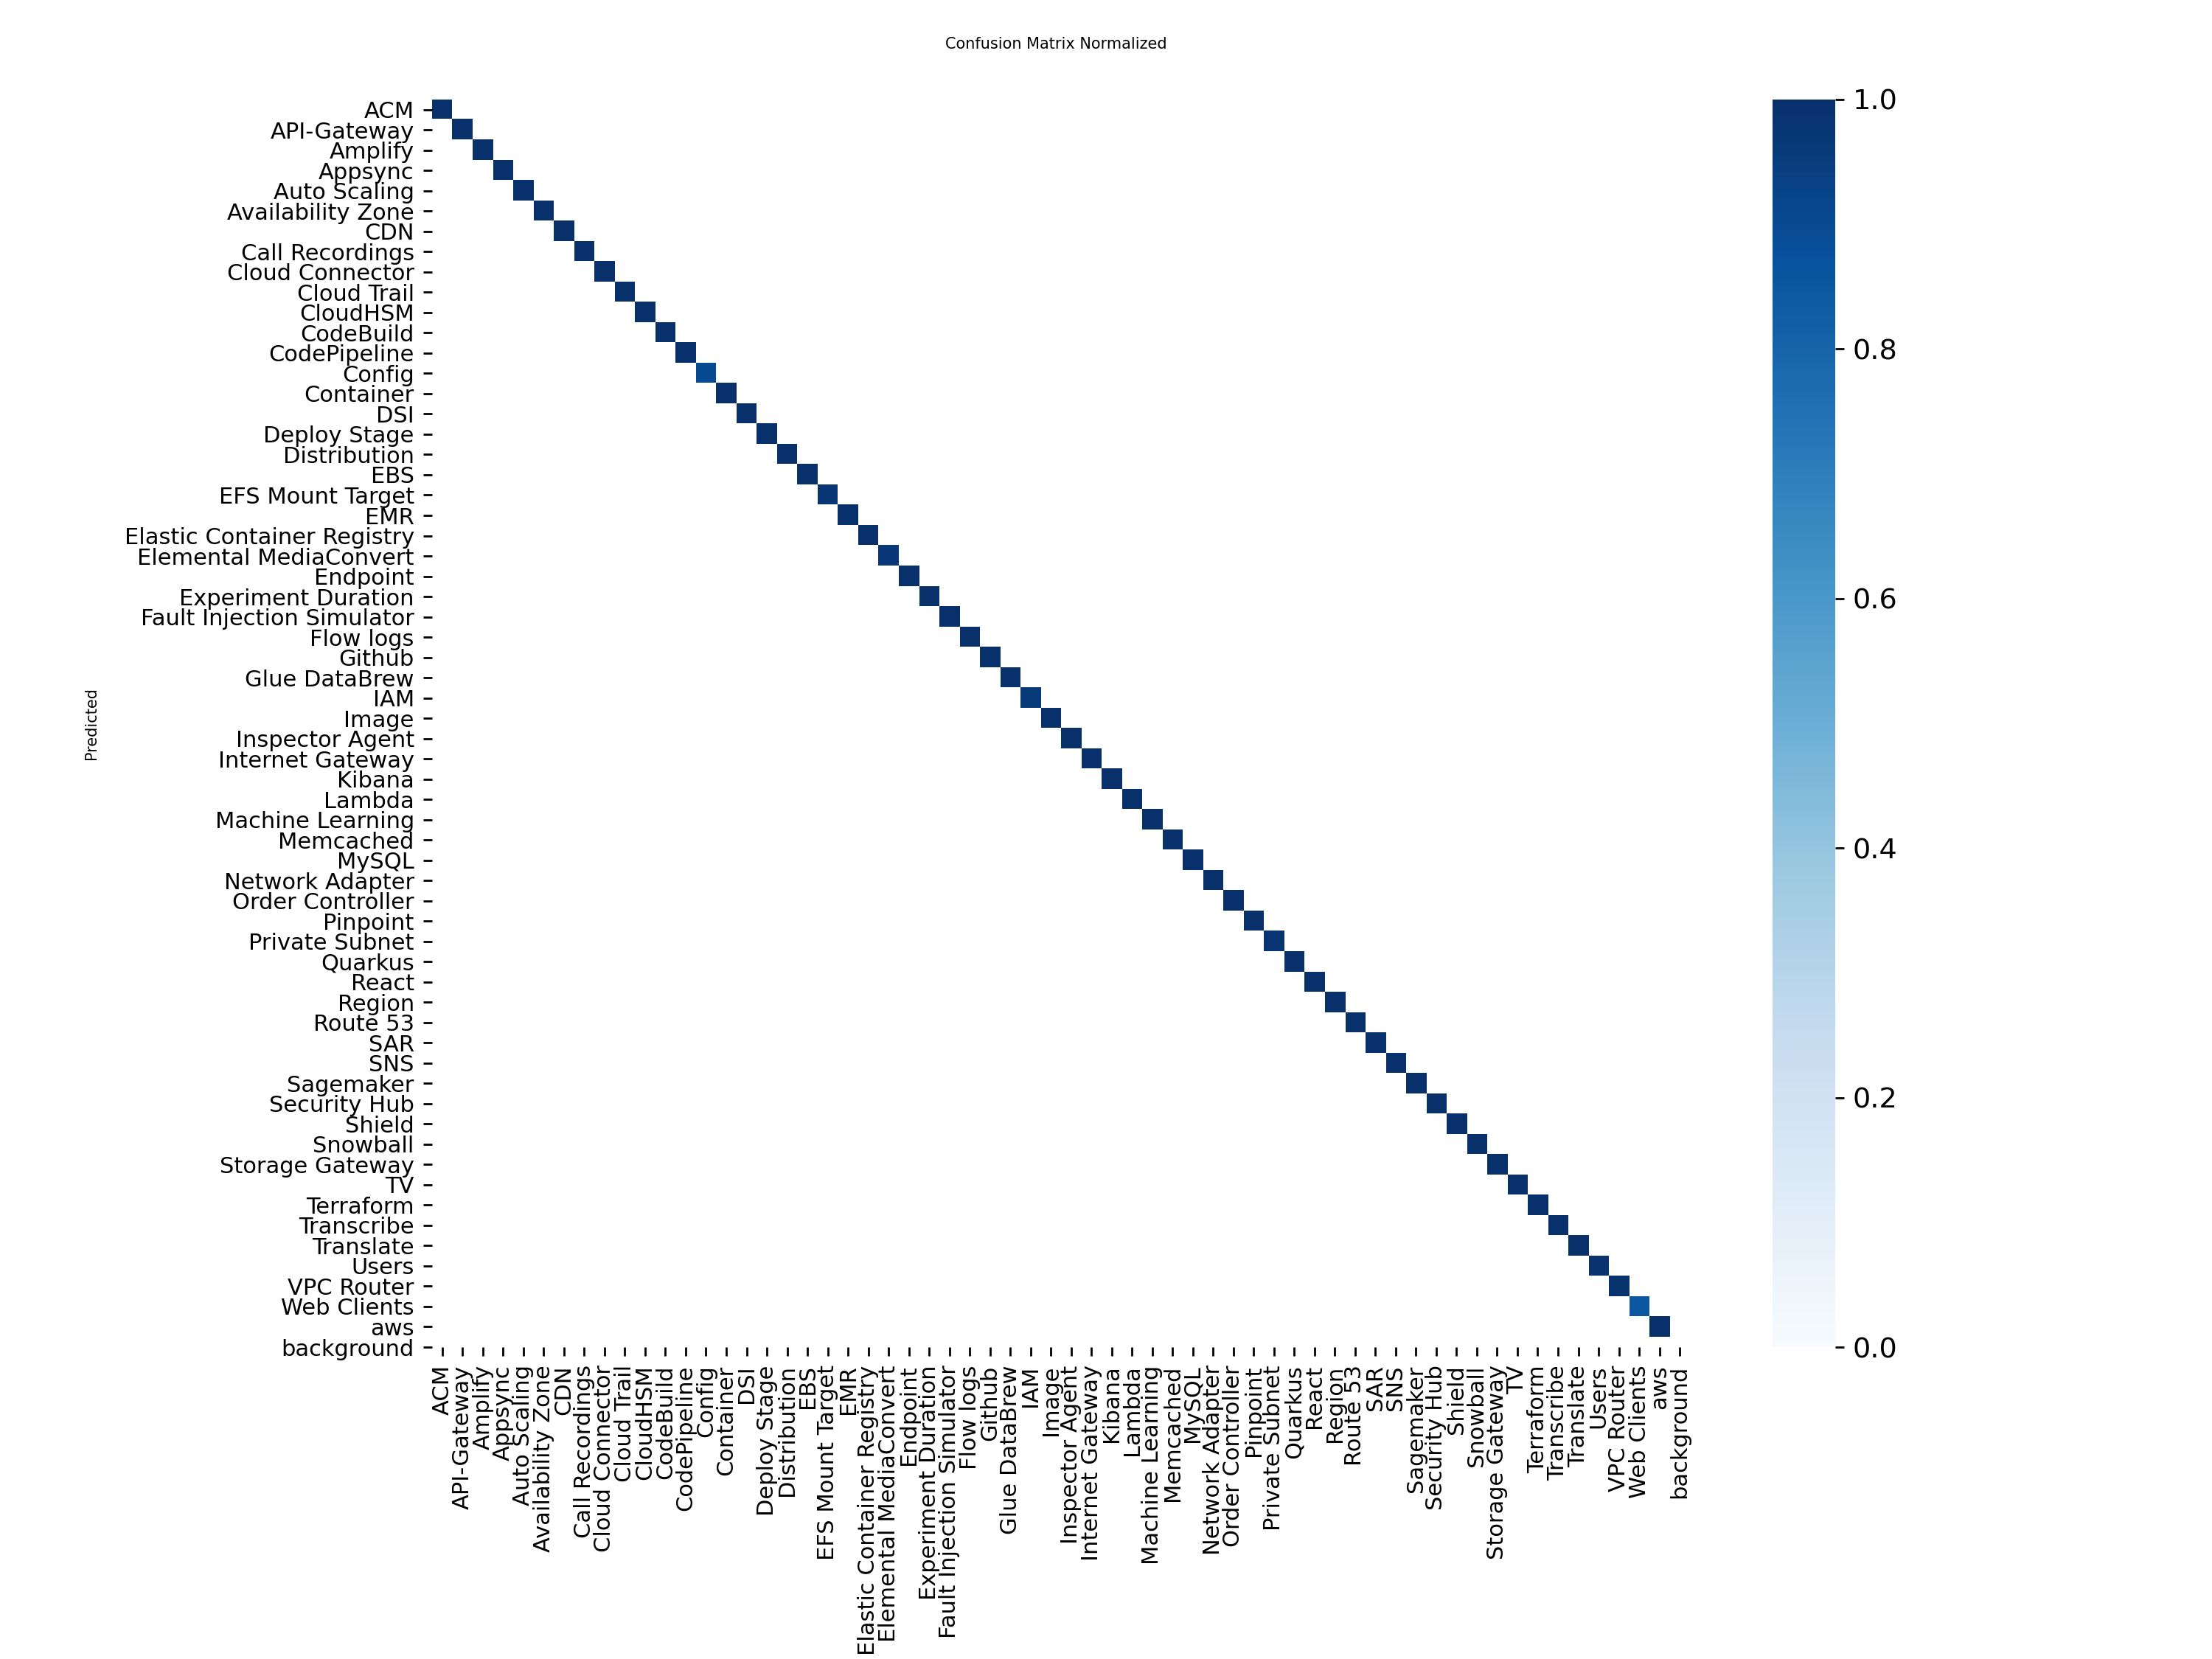 Confusion Matrix Normalized
Predicted
ACM
API-Gateway
Amplify
Appsync
Auto Scaling
Availability Zone
CDN
Call Recordings
Cloud Connector
Cloud Trail
CloudHSM
CodeBuild
CodePipeline
Config
Container
DSI
Deploy Stage
Distribution
EBS
EFS Mount Target
EMR
Elastic Container Registry
Elemental MediaConvert
Endpoint
Experiment Duration
Fault Injection Simulator
Flow logs
Github
Glue DataBrew
IAM
Image
Inspector Agent
Internet Gateway
Kibana
Lambda
Machine Learning
Memcached
MySQL
Network Adapter
Order Controller
Pinpoint
Private Subnet
Quarkus
React
Region
Route 53
SAR
SNS
Sagemaker
Security Hub
Shield
Snowball
Storage Gateway
TV
Terraform
Transcribe
Translate
Users
VPC Router
Web Clients
aws
background
ACM
API-Gateway
Amplify
Appsync
Auto Scaling
Availability Zone
CDN
Call Recordings
Cloud Connector
Cloud Trail
CloudHSM
CodeBuild
CodePipeline
Config
Container
DSI
Deploy Stage
Distribution
EBS
EFS Mount Target
EMR
Elastic Container Registry
Elemental MediaConvert
Endpoint
Experiment Duration
Fault Injection Simulator
Flow logs
Github
Glue DataBrew
IAM
Image
Inspector Agent
Internet Gateway
Kibana
Lambda
Machine Learning
Memcached
MySQL
Network Adapter
Order Controller
Pinpoint
Private Subnet
Quarkus
React
Region
Route 53
SAR
SNS
Sagemaker
Security Hub
Shield
Snowball
Storage Gateway
TV
Terraform
Transcribe
Translate
Users
VPC Router
Web Clients
aws
background
1.0
0.8
0.6
0.4
0.2
0.0